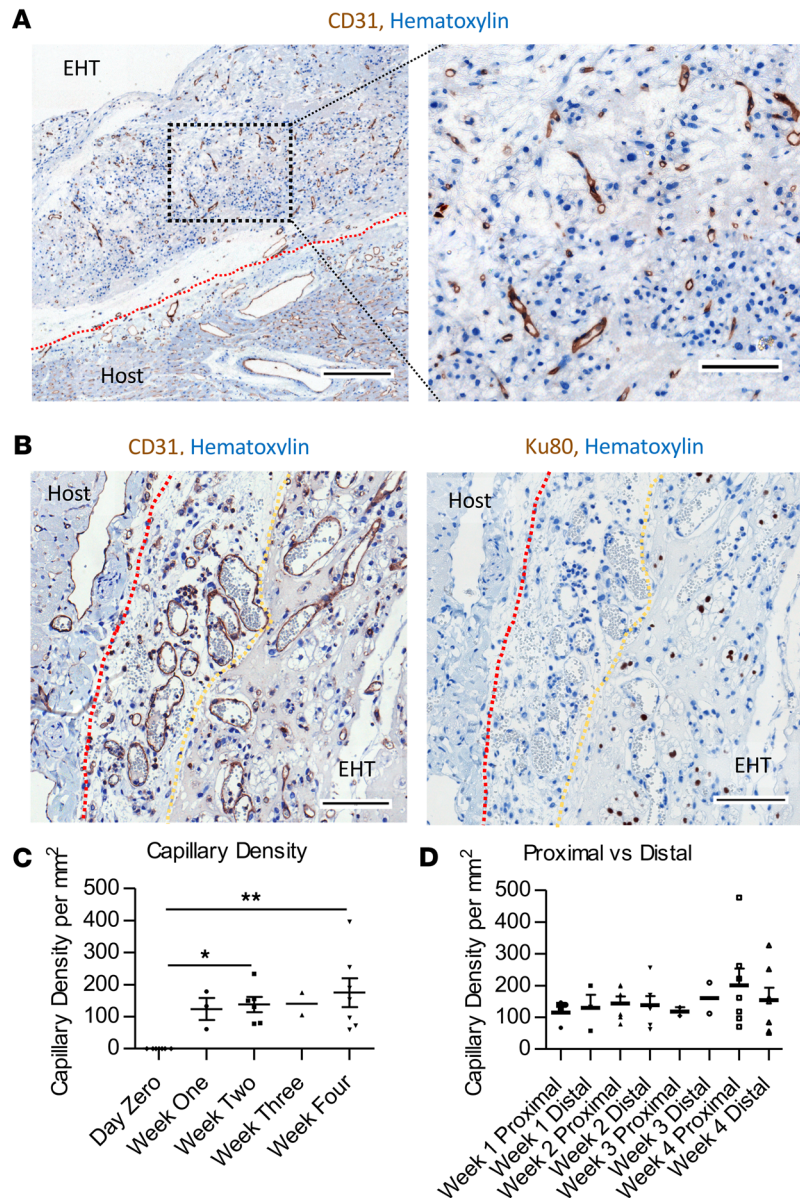 A
CD31, Hematoxylin
EHT
Host
B
CD31, Hematoxylin
Ku80, Hematoxylin
Host
EHT
Host
EHT
C
Capillary Density
Capillary Density per mm²
500
400
300
200
100
0
*
**
Day Zero
Week One
Week Two
Week Three
Week Four
D
Proximal vs Distal
Capillary Density per mm²
500
400
300
200
100
0
Week 1 Proximal
Week 1 Distal
Week 2 Proximal
Week 2 Distal
Week 3 Proximal
Week 3 Distal
Week 4 Proximal
Week 4 Distal